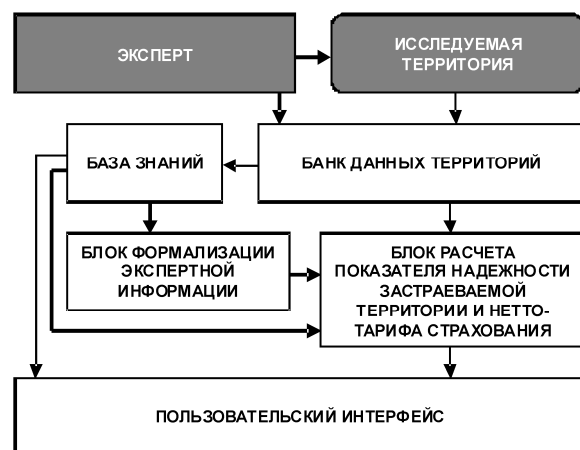 ЭКСПЕРТ
ИССЛЕДУЕМАЯ
ТЕРРИТОРИЯ
БАЗА ЗНАНИЙ
БАНК ДАННЫХ ТЕРРИТОРИЙ
БЛОК ФОРМАЛИЗАЦИИ
ЭКСПЕРТНОЙ
ИНФОРМАЦИИ
БЛОК РАСЧЕТА
ПОКАЗАТЕЛЯ НАДЕЖНОСТИ
ЗАСТРАЕВАЕМОЙ
ТЕРРИТОРИИ И НЕТТО-
ТАРИФА СТРАХОВАНИЯ
ПОЛЬЗОВАТЕЛЬСКИЙ ИНТЕРФЕЙС